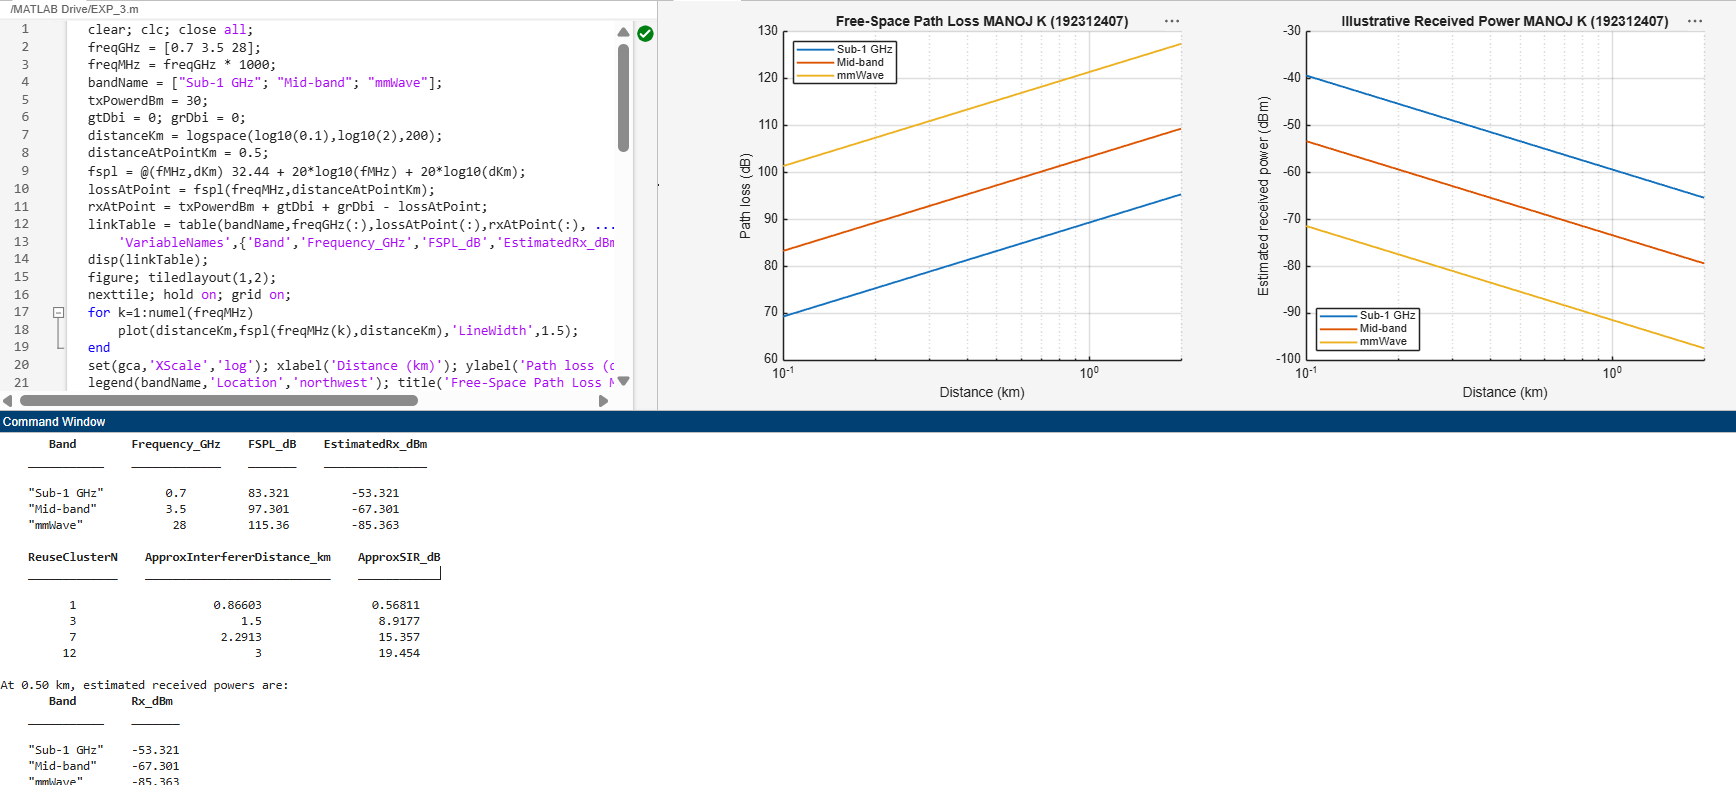 /MATLAB Drive/EXP_3.m
1 clear; clc; close all;
2 freqGHz = [0.7 3.5 28];
3 freqMHz = freqGHz * 1000;
4 bandName = ["Sub-1 GHz"; "Mid-band"; "mmWave"];
5 txPowerdBm = 30;
6 gtDbi = 0; grDbi = 0;
7 distanceKm = logspace(log10(0.1),log10(2),200);
8 distanceAtPointKm = 0.5;
9 fspl = @(fMHz,dKm) 32.44 + 20*log10(fMHz) + 20*log10(dKm);
10 lossAtPoint = fspl(freqMHz,distanceAtPointKm);
11 rxAtPoint = txPowerdBm + gtDbi + grDbi - lossAtPoint;
12 linkTable = table(bandName,freqGHz(:),lossAtPoint(:),rxAtPoint(:), ...
13 'VariableNames',{'Band','Frequency_GHz','FSPL_dB','EstimatedRx_dBm
14 disp(linkTable);
15 figure; tiledlayout(1,2);
16 nexttile; hold on; grid on;
17 for k=1:numel(freqMHz)
18 plot(distanceKm,fspl(freqMHz(k),distanceKm),'LineWidth',1.5);
19 end
20 set(gca,'XScale','log'); xlabel('Distance (km)'); ylabel('Path loss (
21 legend(bandName,'Location','northwest'); title('Free-Space Path Loss
Free-Space Path Loss MANOJ K (192312407)
Sub-1 GHz
Mid-band
mmWave
130
120
110
100
90
80
70
60
Path loss (dB)
10-1 100
Distance (km)
Illustrative Received Power MANOJ K (192312407)
-30
-40
-50
-60
-70
-80
-90
-100
Estimated received power (dBm)
Sub-1 GHz
Mid-band
mmWave
10-1 100
Distance (km)
Command Window
Band Frequency_GHz FSPL_dB EstimatedRx_dBm
"Sub-1 GHz" 0.7 83.321 -53.321
"Mid-band" 3.5 97.301 -67.301
"mmWave" 28 115.36 -85.363
ReuseClusterN ApproxInterfererDistance_km ApproxSIR_dB
1 0.86603 0.56811
3 1.5 8.9177
7 2.2913 15.357
12 3 19.454
At 0.50 km, estimated received powers are:
Band Rx_dBm
"Sub-1 GHz" -53.321
"Mid-band" -67.301
"mmWave" -85.363